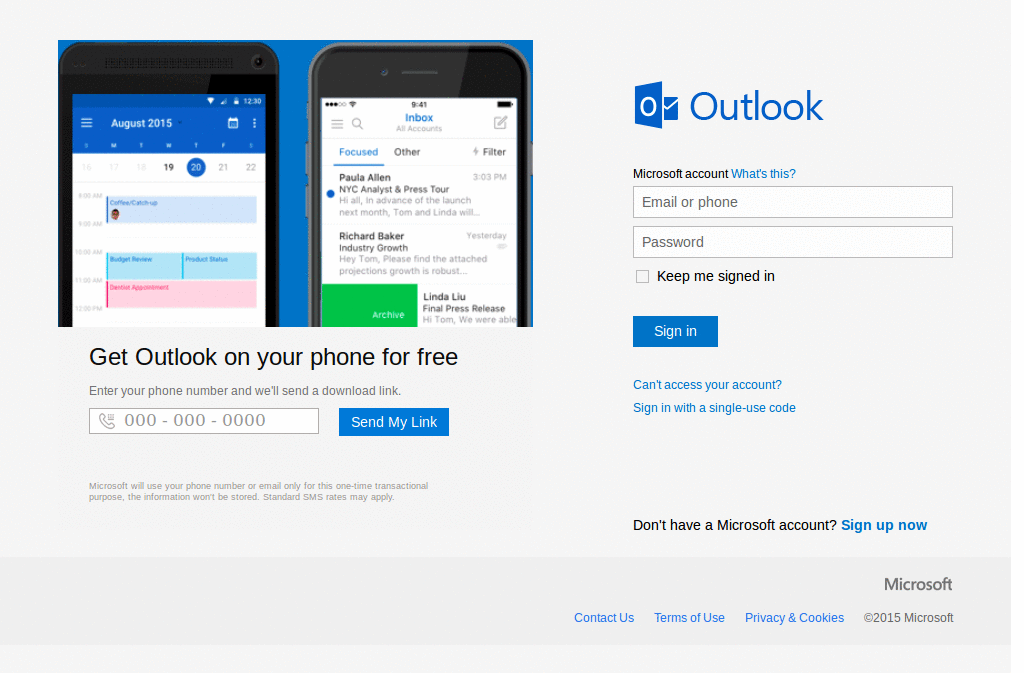 12:30
August 2015
S M T W T F S
16 17 18 19 20 21 22
8:00 AM
Coffee/Catch-up
9:00 AM
10:00 AM
Budget Review
Product Status
11:00 AM
Dentist Appointment
12:00 PM
9:41
Inbox
All Accounts
Focused
Other
Filter
Paula Allen
3:03 PM
NYC Analyst & Press Tour
Hi all, In advance of the launch
next month, Tom and Linda will...
Richard Baker
Yesterday
Industry Growth
Hey Tom, Please find the attached
projections growth is robust...
Archive
Linda Liu
Final Press Release
Hi Tom, We were able
Get Outlook on your phone for free
Enter your phone number and we'll send a download link.
000 - 000 - 0000
Send My Link
Microsoft will use your phone number or email only for this one-time transactional
purpose, the information won't be stored. Standard SMS rates may apply.
Outlook
Microsoft account What's this?
Email or phone
Password
Keep me signed in
Sign in
Can't access your account?
Sign in with a single-use code
Don't have a Microsoft account? Sign up now
Microsoft
Contact Us Terms of Use Privacy & Cookies ©2015 Microsoft